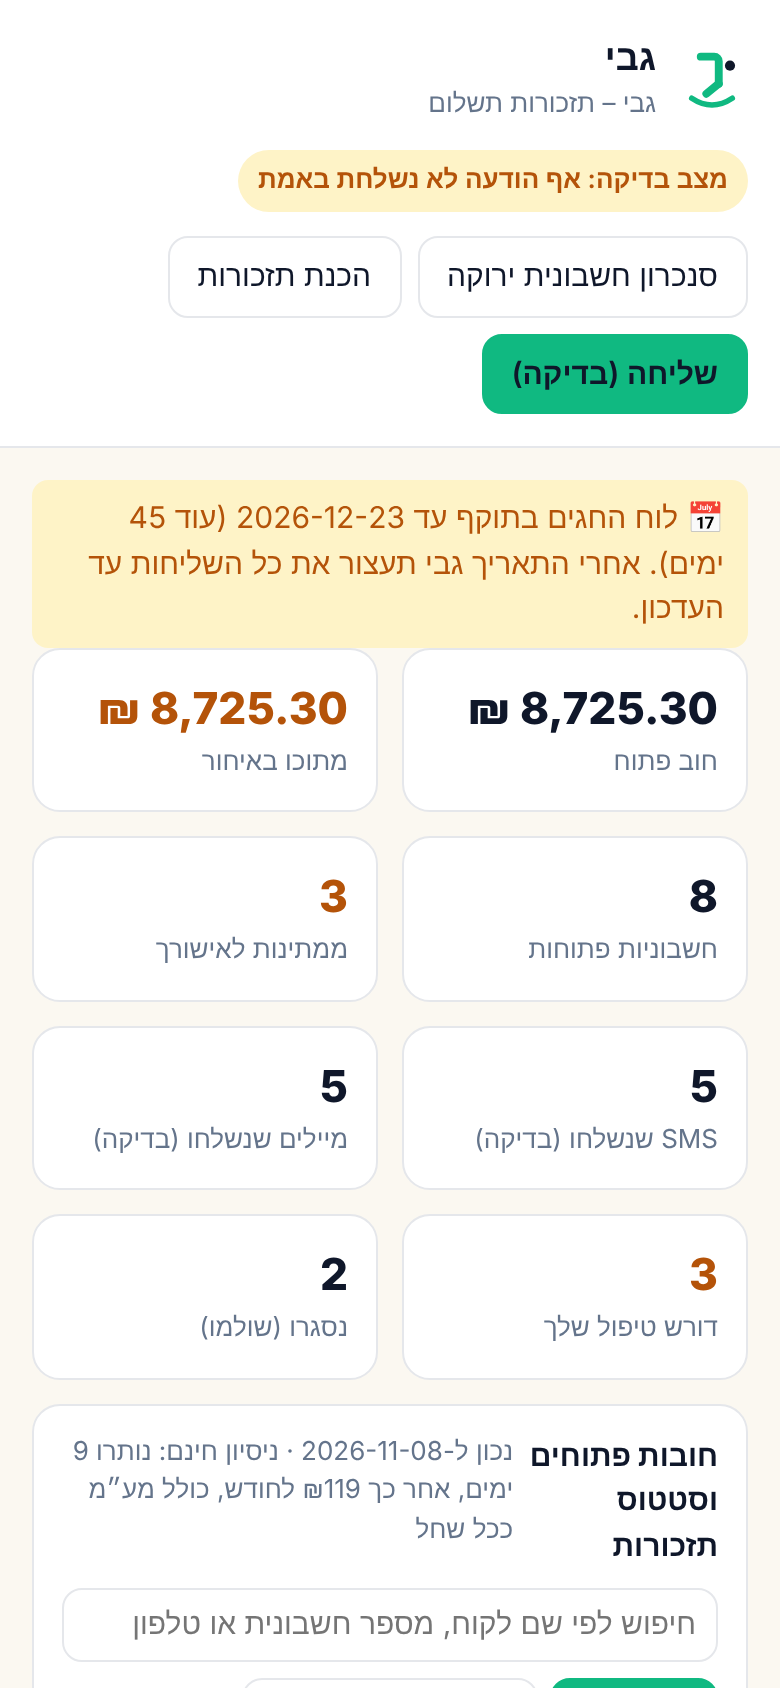 גבי
גבי – תזכורות תשלום
מצב בדיקה: אף הודעה לא נשלחת באמת
סנכרון חשבונית ירוקה
הכנת תזכורות
שליחה (בדיקה)
📅 לוח החגים בתוקף עד 2026-12-23 (עוד 45
ימים). אחרי התאריך גבי תעצור את כל השליחות עד
העדכון.
8,725.30 ₪
חוב פתוח
8,725.30 ₪
מתוכו באיחור
8
חשבוניות פתוחות
3
ממתינות לאישורך
5
SMS שנשלחו (בדיקה)
5
מיילים שנשלחו (בדיקה)
3
דורש טיפול שלך
2
נסגרו (שולמו)
חובות פתוחים
וסטטוס
תזכורות
נכון ל-2026-11-08 · ניסיון חינם: נותרו 9
ימים, אחר כך ₪119 לחודש, כולל מע״מ
ככל שחל
חיפוש לפי שם לקוח, מספר חשבונית או טלפון